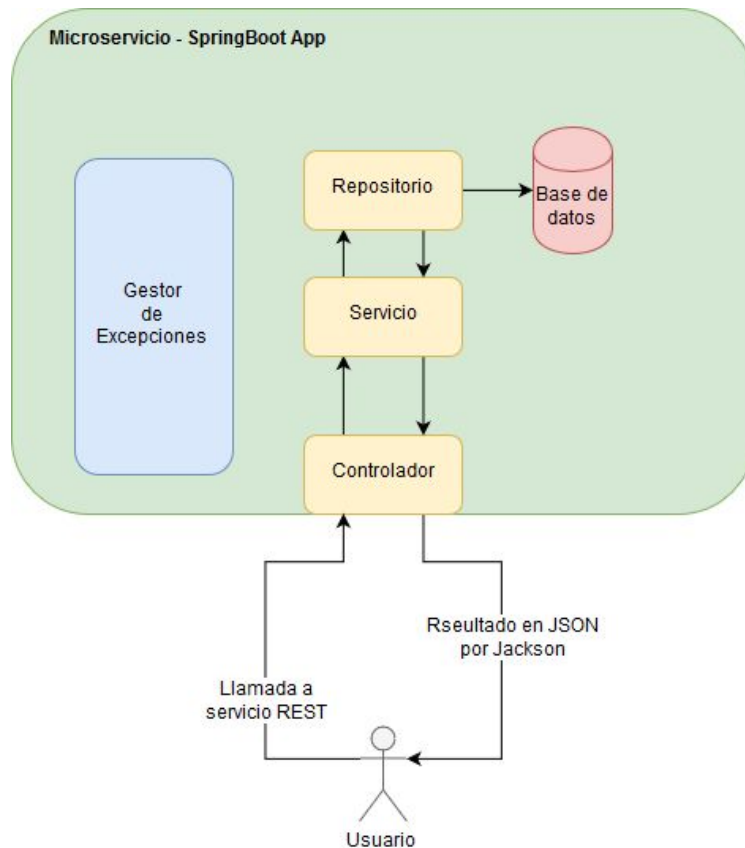 Microservicio - SpringBoot App
Repositorio
Base de
datos
Gestor
de
Excepciones
Servicio
Controlador
Rseultado en JSON
por Jackson
Llamada a
servicio REST
Usuario